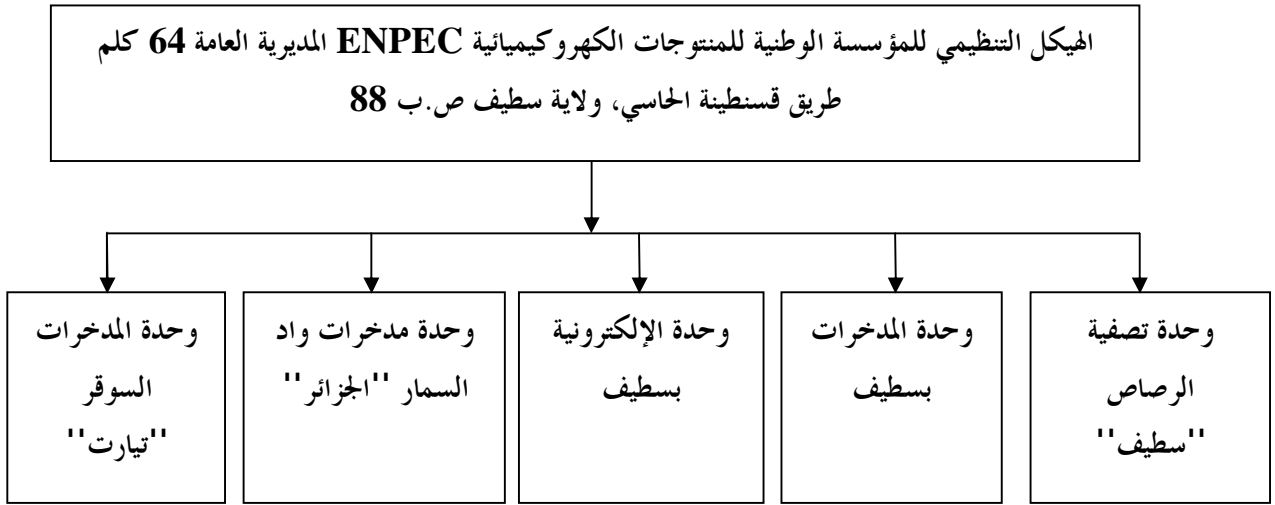 الهيكل التنظيمي للمؤسسة الوطنية للمنتوجات الكهروكيميائية ENPEC المديرية العامة 64 كلم
طريق قسنطينة الحاسي، ولاية سطيف ص.ب 88
وحدة تصفية
الرصاص
''سطيف''
وحدة المدخرات
بسطيف
وحدة الإلكترونية
بسطيف
وحدة مدخرات واد
السمار ''الجزائر''
وحدة المدخرات
السوقر
''تيارت''